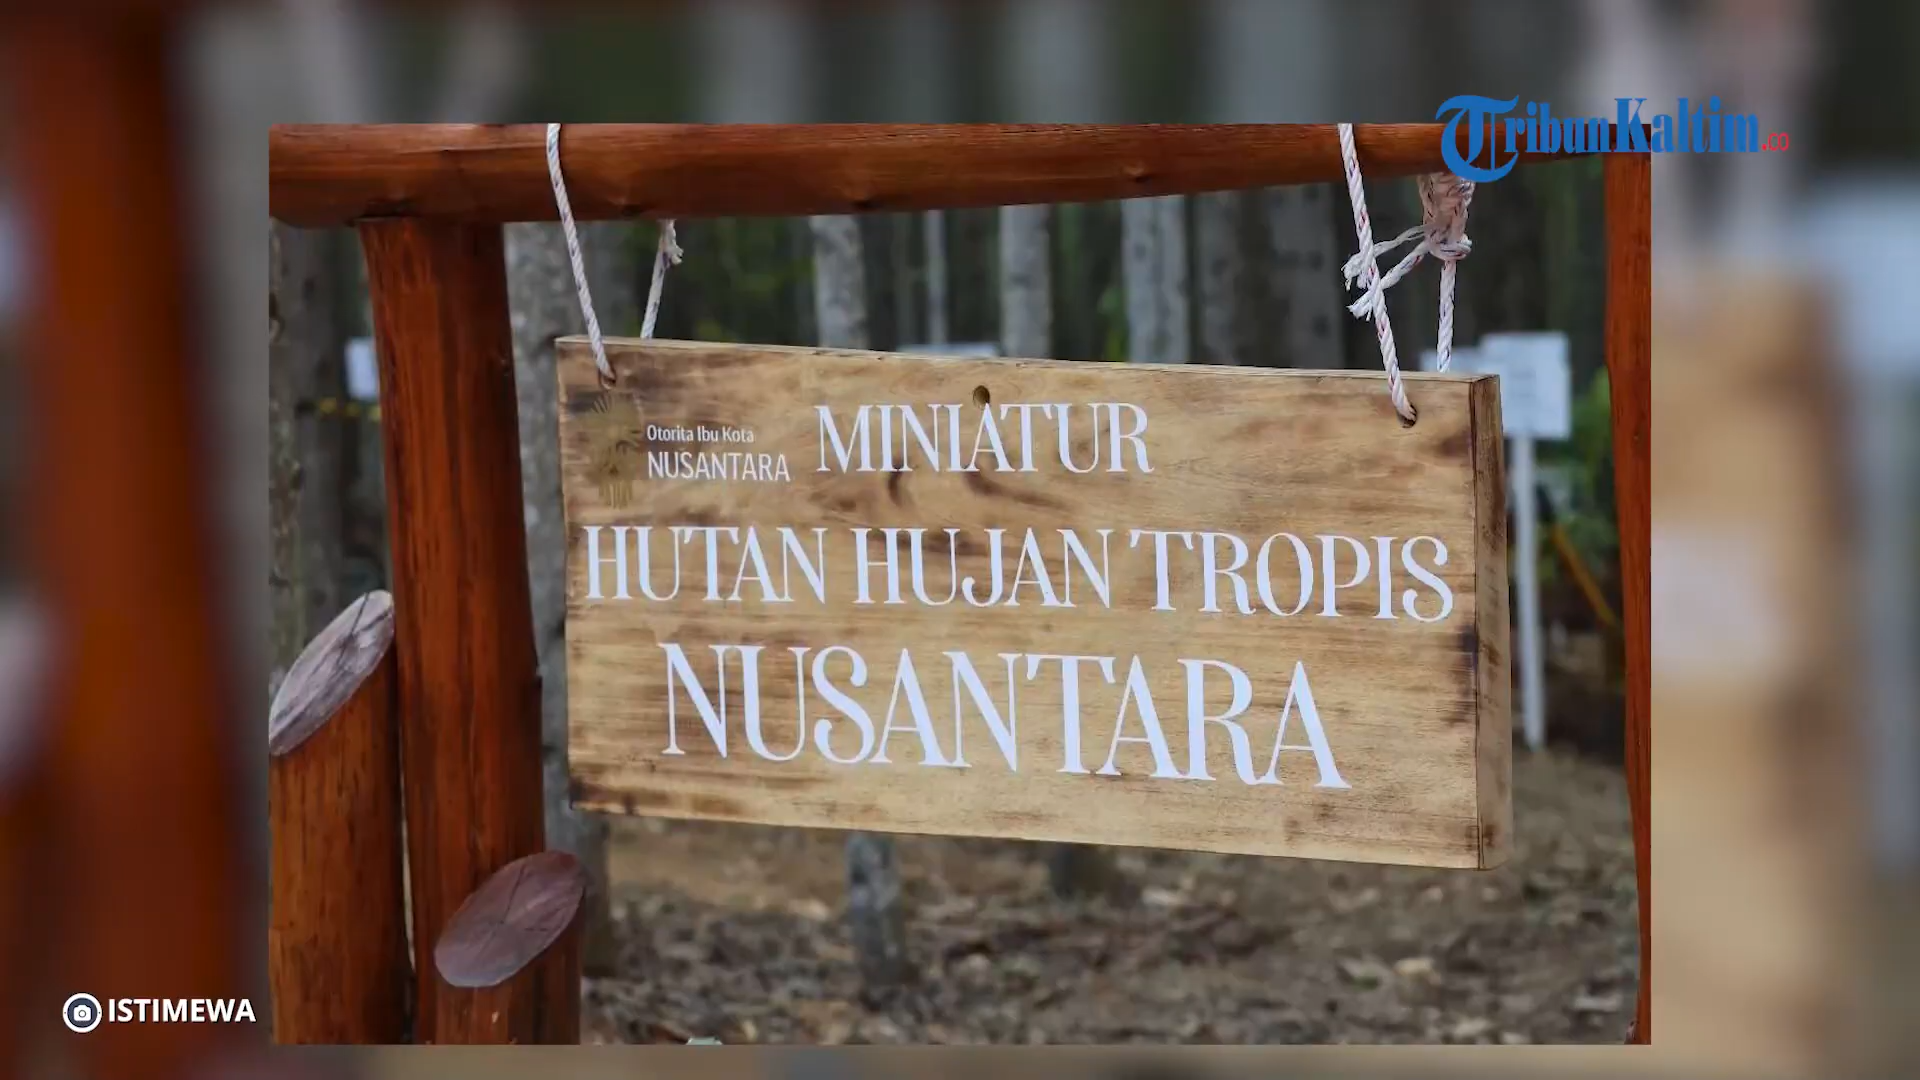 TribunKaltim.co
Otorita Ibu Kota
NUSANTARA
MINIATUR
HUTAN HUJAN TROPIS
NUSANTARA
ISTIMEWA